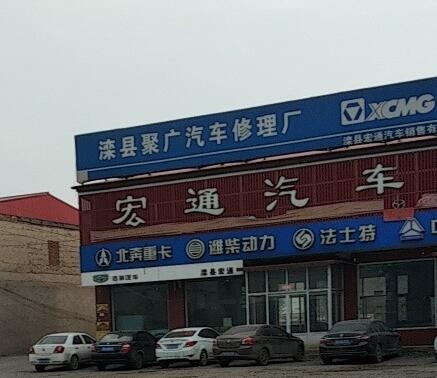 滦县聚广汽车修理厂
XCMG
滦县宏通汽车销售有
宏通汽车
北奔重卡
潍柴动力
法士特
滦县宏通